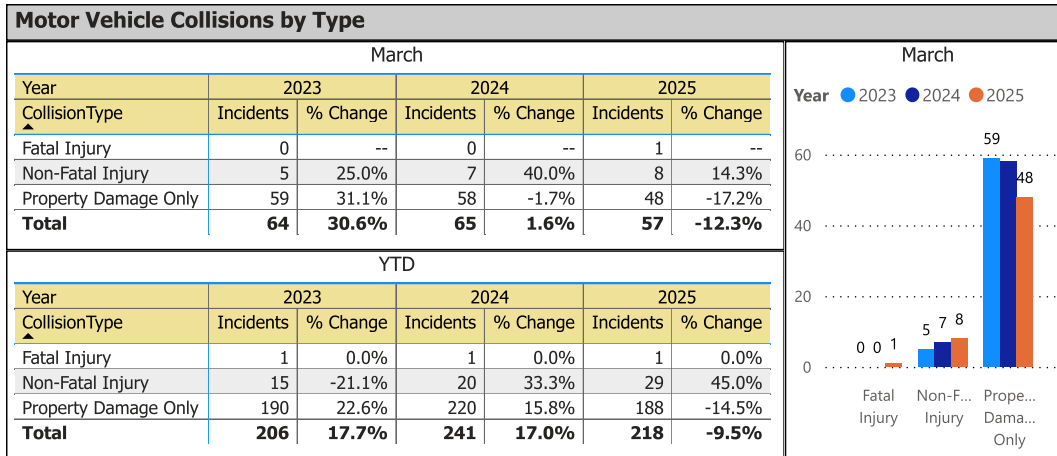 Motor Vehicle Collisions by Type
March
Year 2023 2024 2025
CollisionType Incidents % Change Incidents % Change Incidents % Change
Fatal Injury 0 -- 0 -- 1 --
Non-Fatal Injury 5 25.0% 7 40.0% 8 14.3%
Property Damage Only 59 31.1% 58 -1.7% 48 -17.2%
Total 64 30.6% 65 1.6% 57 -12.3%
YTD
Year 2023 2024 2025
CollisionType Incidents % Change Incidents % Change Incidents % Change
Fatal Injury 1 0.0% 1 0.0% 1 0.0%
Non-Fatal Injury 15 -21.1% 20 33.3% 29 45.0%
Property Damage Only 190 22.6% 220 15.8% 188 -14.5%
Total 206 17.7% 241 17.0% 218 -9.5%
March
Year 2023 2024 2025
59
60
48
40
20
0 0 1 5 7 8
0
Fatal Non-F... Prope...
Injury Injury Dama...
Only